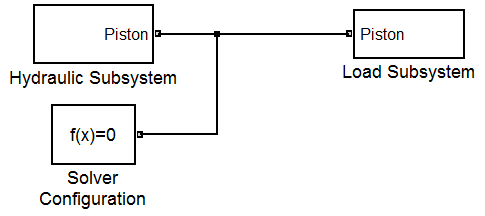 Piston
Hydraulic Subsystem
Piston
Load Subsystem
f(x)=0
Solver
Configuration